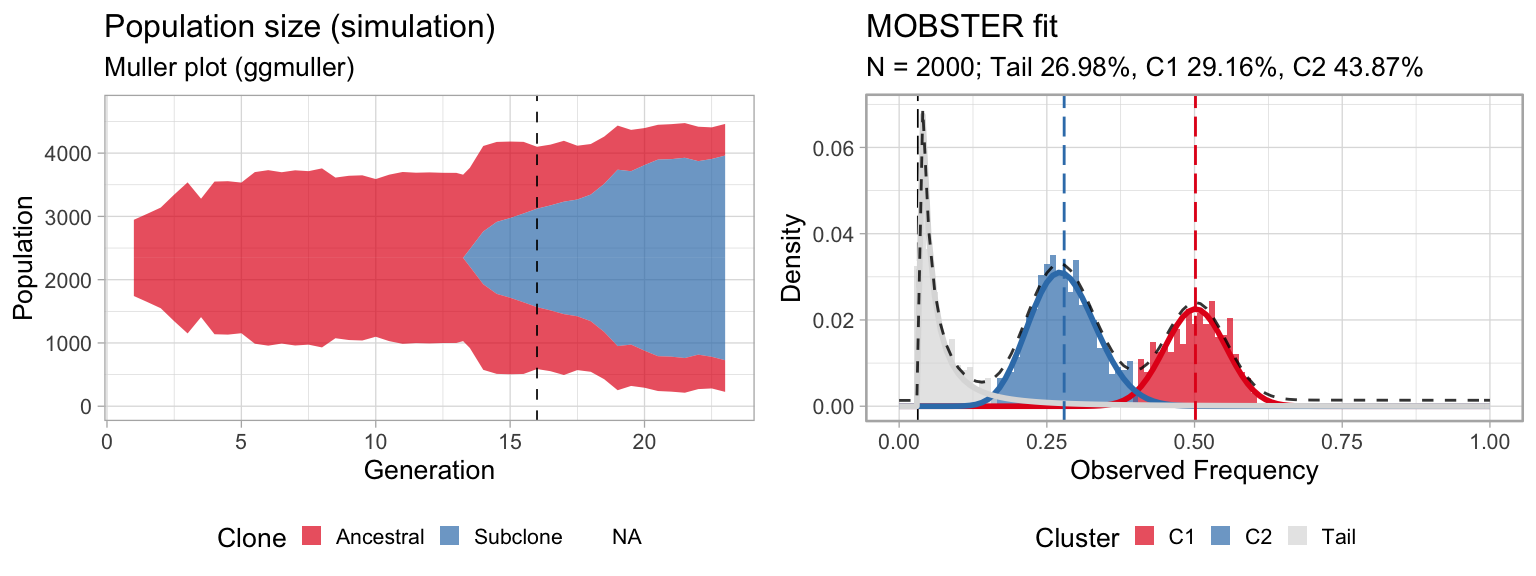 Population size (simulation)
Muller plot (ggmuller)
Population
4000
3000
2000
1000
0
0 5 10 15 20
Generation
Clone Ancestral Subclone NA
MOBSTER fit
N = 2000; Tail 26.98%, C1 29.16%, C2 43.87%
Density
0.06
0.04
0.02
0.00
0.00 0.25 0.50 0.75 1.00
Observed Frequency
Cluster C1 C2 Tail